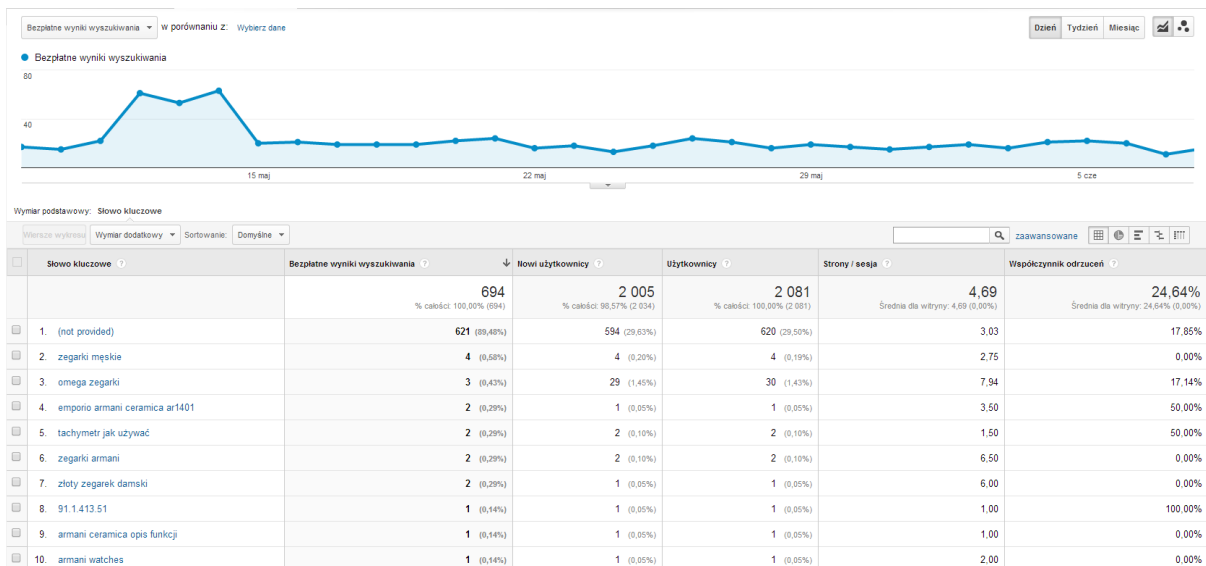 Bezpłatne wyniki wyszukiwania w porównaniu z: Wybierz dane Dzień Tydzień Miesiąc
Bezpłatne wyniki wyszukiwania
80
40
15 maj 22 maj 29 maj 5 cze
Wymiar podstawowy: Słowo kluczowe
Wiersze wykresu Wymiar dodatkowy Sortowanie: Domyślne zaawansowane
Słowo kluczowe ? Bezpłatne wyniki wyszukiwania ? Nowi użytkownicy ? Użytkownicy ? Strony / sesja ? Współczynnik odrzuceń ?
694 2 005 2 081 4,69 24,64%
% całości: 100,00% (694) % całości: 98,57% (2 034) % całości: 100,00% (2 081) Średnia dla witryny: 4,69 (0,00%) Średnia dla witryny: 24,64% (0,00%)
1. (not provided) 621 (89,48%) 594 (29,63%) 620 (29,50%) 3,03 17,85%
2. zegarki męskie 4 (0,58%) 4 (0,20%) 4 (0,19%) 2,75 0,00%
3. omega zegarki 3 (0,43%) 29 (1,45%) 30 (1,43%) 7,94 17,14%
4. emporio armani ceramica ar1401 2 (0,29%) 1 (0,05%) 1 (0,05%) 3,50 50,00%
5. tachymetr jak używać 2 (0,29%) 2 (0,10%) 2 (0,10%) 1,50 50,00%
6. zegarki armani 2 (0,29%) 2 (0,10%) 2 (0,10%) 6,50 0,00%
7. złoty zegarek damski 2 (0,29%) 1 (0,05%) 1 (0,05%) 6,00 0,00%
8. 91.1.413.51 1 (0,14%) 1 (0,05%) 1 (0,05%) 1,00 100,00%
9. armani ceramica opis funkcji 1 (0,14%) 1 (0,05%) 1 (0,05%) 1,00 0,00%
10. armani watches 1 (0,14%) 1 (0,05%) 1 (0,05%) 2,00 0,00%